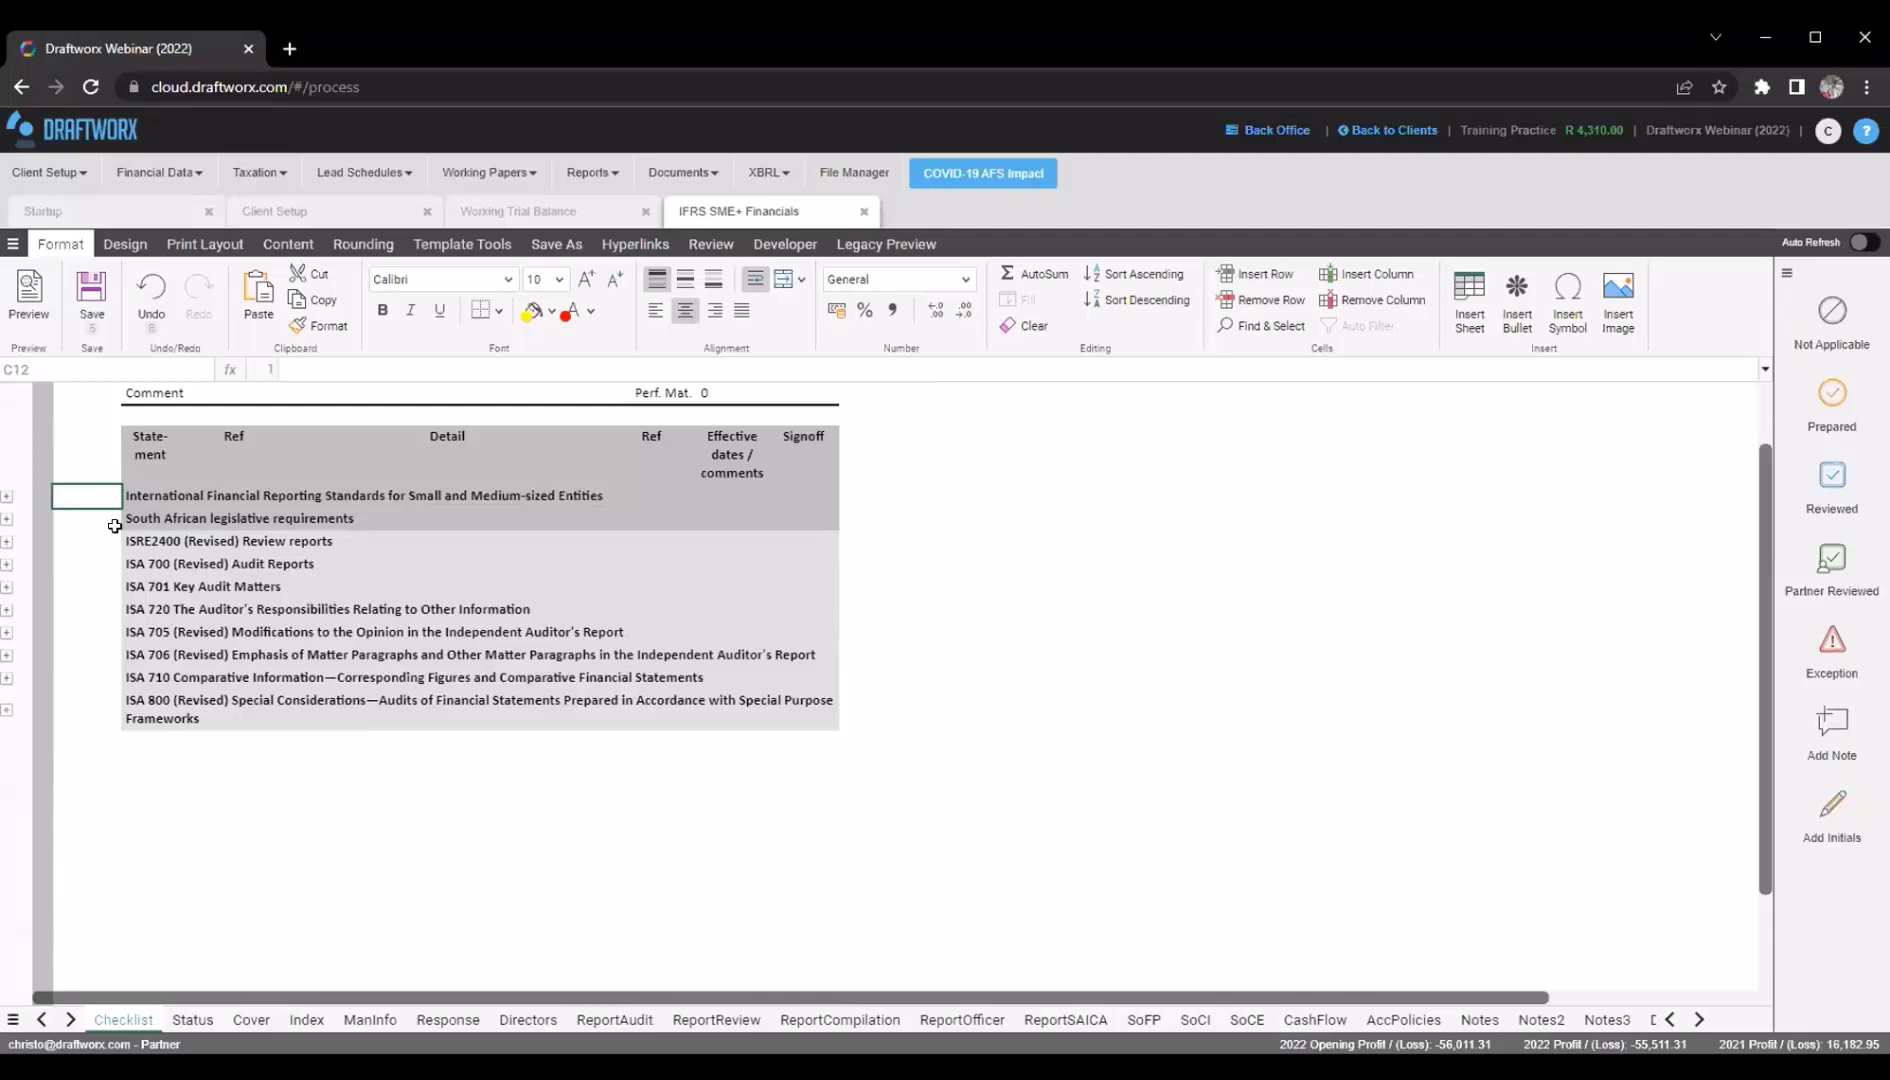 Draftworx Webinar (2022)
cloud.draftworx.com/#/process
DRAFTWORX
Back Office | Back to Clients | Training Practice R 4,310.00 | Draftworx Webinar (2022) | C ?
Client Setup Financial Data Taxation Lead Schedules Working Papers Reports Documents XBRL File Manager COVID-19 AFS Impact
Startup Client Setup Working Trial Balance IFRS SME+ Financials
Format Design Print Layout Content Rounding Template Tools Save As Hyperlinks Review Developer Legacy Preview Auto Refresh
Cut Calibri 10 General AutoSum Sort Ascending Insert Row Insert Column
Copy Fill Sort Descending Remove Row Remove Column
Preview Save Undo Redo Paste Insert Sheet Insert Bullet Insert Symbol Insert Image
5 6 Format B I U A % Clear Find & Select Auto Filter
Preview Save Undo/Redo Clipboard Font Alignment Number Editing Cells Insert
C12 fx 1
Comment Perf. Mat. 0
State-
ment
Ref
Detail
Ref
Effective
dates /
comments
Signoff
International Financial Reporting Standards for Small and Medium-sized Entities
South African legislative requirements
ISRE2400 (Revised) Review reports
ISA 700 (Revised) Audit Reports
ISA 701 Key Audit Matters
ISA 720 The Auditor's Responsibilities Relating to Other Information
ISA 705 (Revised) Modifications to the Opinion in the Independent Auditor's Report
ISA 706 (Revised) Emphasis of Matter Paragraphs and Other Matter Paragraphs in the Independent Auditor's Report
ISA 710 Comparative Information—Corresponding Figures and Comparative Financial Statements
ISA 800 (Revised) Special Considerations—Audits of Financial Statements Prepared in Accordance with Special Purpose
Frameworks
Not Applicable
Prepared
Reviewed
Partner Reviewed
Exception
Add Note
Add Initials
Checklist Status Cover Index ManInfo Response Directors ReportAudit ReportReview ReportCompilation ReportOfficer ReportSAICA SoFP SoCI SoCE CashFlow AccPolicies Notes Notes2 Notes3
christo@draftworx.com - Partner 2022 Opening Profit / (Loss): -56,011.31 2022 Profit / (Loss): -55,511.31 2021 Profit / (Loss): 16,182.95